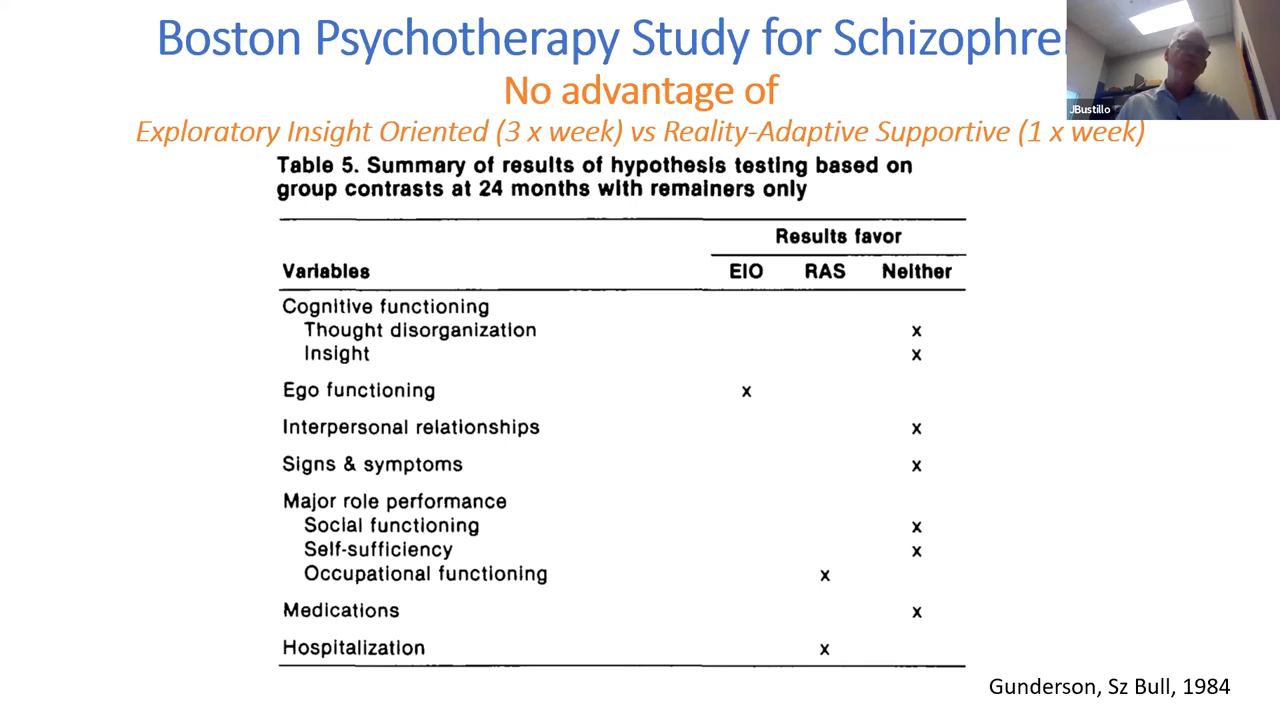 Boston Psychotherapy Study for Schizophre
JBustillo
No advantage of
Exploratory Insight Oriented (3 x week) vs Reality-Adaptive Supportive (1 x week)
Table 5. Summary of results of hypothesis testing based on
group contrasts at 24 months with remainers only
Results favor
Variables EIO RAS Neither
Cognitive functioning
Thought disorganization x
Insight x
Ego functioning x
Interpersonal relationships x
Signs & symptoms x
Major role performance
Social functioning x
Self-sufficiency x
Occupational functioning x
Medications x
Hospitalization x
Gunderson, Sz Bull, 1984